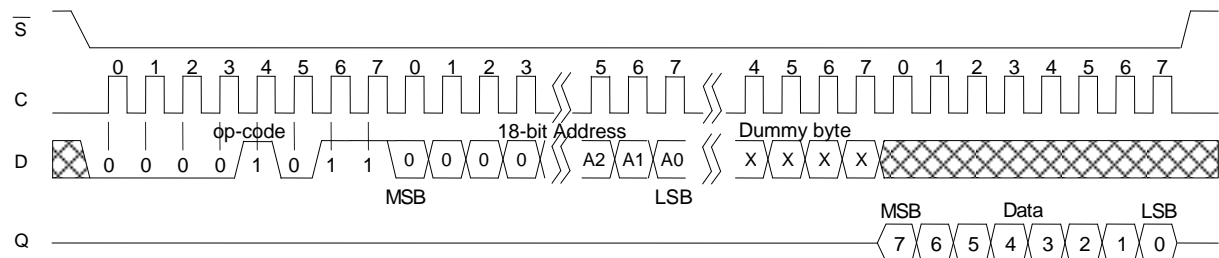 S
0 1 2 3 4 5 6 7 0 1 2 3 5 6 7 4 5 6 7 0 1 2 3 4 5 6 7
C
op-code 18-bit Address Dummy byte
D 0 0 0 0 1 0 1 1 0 0 0 0 A2 A1 A0 X X X X
MSB LSB
MSB Data LSB
Q 7 6 5 4 3 2 1 0